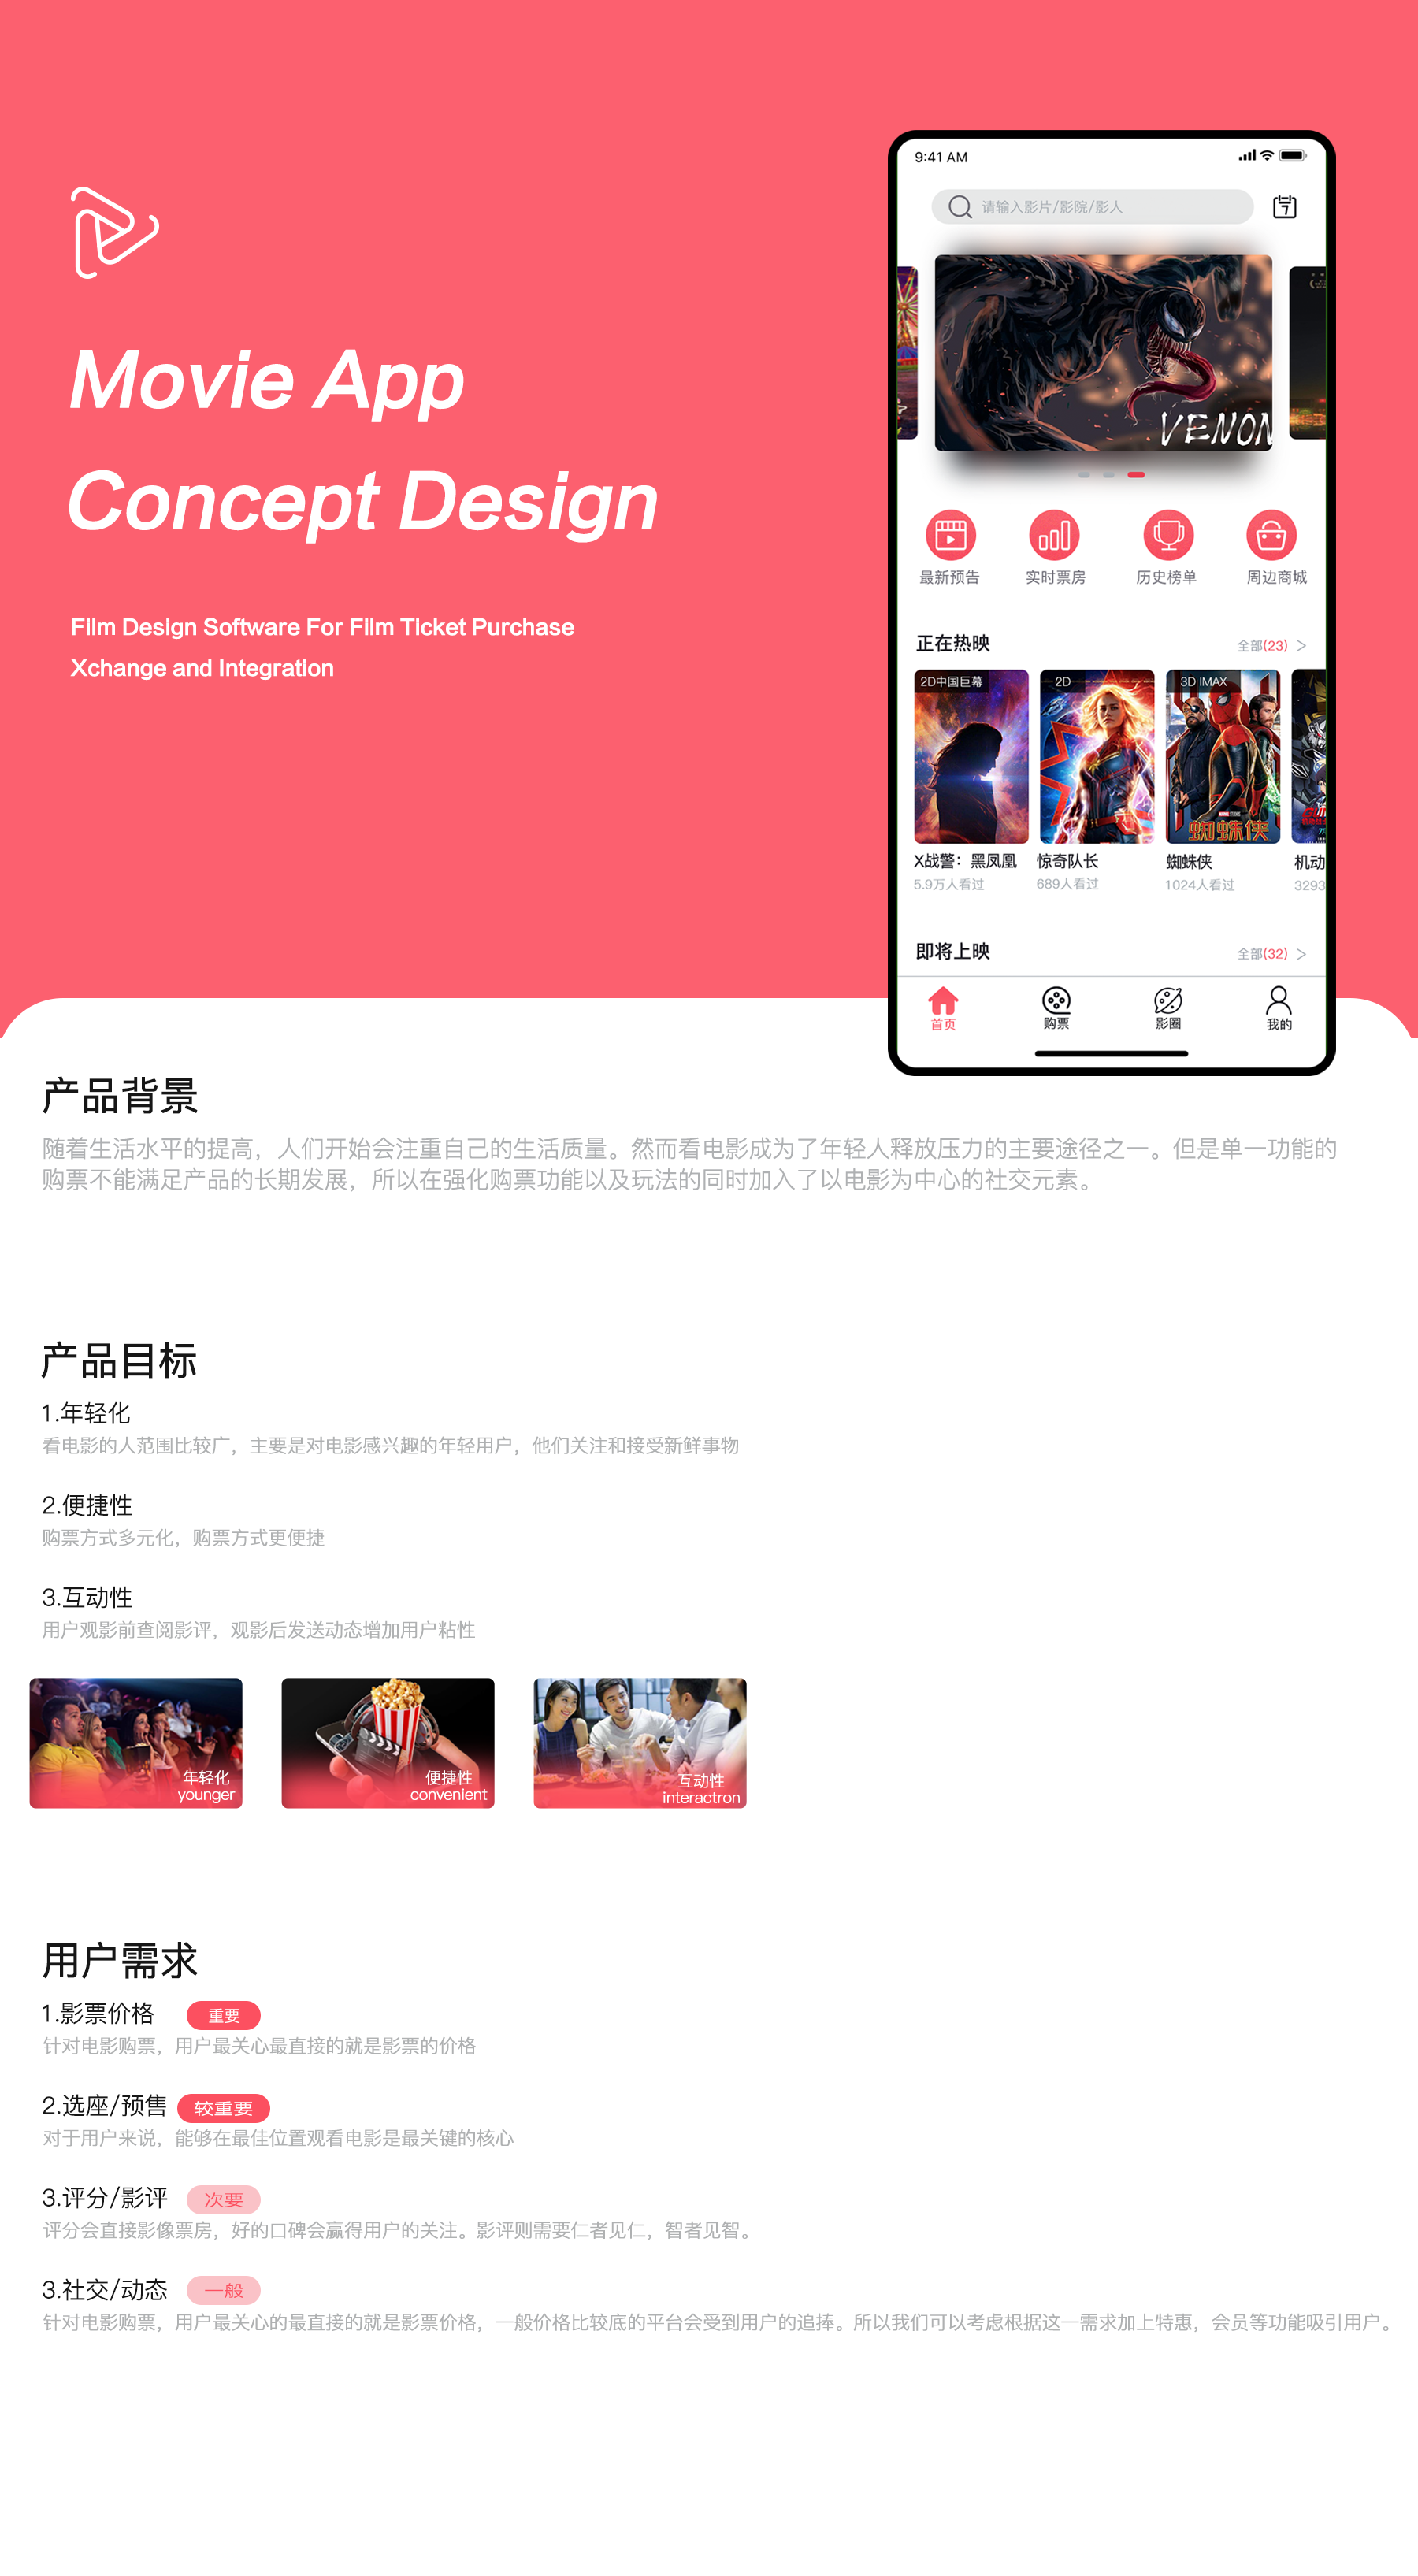 Movie App
Concept Design
Film Design Software For Film Ticket Purchase
Xchange and Integration
9:41 AM
请输入影片/影院/影人
7
VENON
最新预告 实时票房 历史榜单 周边商城
正在热映 全部(23) >
2D中国巨幕 2D 3D IMAX
蜘蛛侠
X战警：黑凤凰 惊奇队长 蜘蛛侠 机动
5.9万人看过 689人看过 1024人看过 3293
即将上映 全部(32) >
首页 购票 影圈 我的
产品背景
随着生活水平的提高，人们开始会注重自己的生活质量。然而看电影成为了年轻人释放压力的主要途径之一。但是单一功能的
购票不能满足产品的长期发展，所以在强化购票功能以及玩法的同时加入了以电影为中心的社交元素。
产品目标
1.年轻化
看电影的人范围比较广，主要是对电影感兴趣的年轻用户，他们关注和接受新鲜事物
2.便捷性
购票方式多元化，购票方式更便捷
3.互动性
用户观影前查阅影评，观影后发送动态增加用户粘性
年轻化
younger
便捷性
convenient
互动性
interactron
用户需求
1.影票价格 重要
针对电影购票，用户最关心最直接的就是影票的价格
2.选座/预售 较重要
对于用户来说，能够在最佳位置观看电影是最关键的核心
3.评分/影评 次要
评分会直接影像票房，好的口碑会赢得用户的关注。影评则需要仁者见仁，智者见智。
3.社交/动态 一般
针对电影购票，用户最关心的最直接的就是影票价格，一般价格比较底的平台会受到用户的追捧。所以我们可以考虑根据这一需求加上特惠，会员等功能吸引用户。